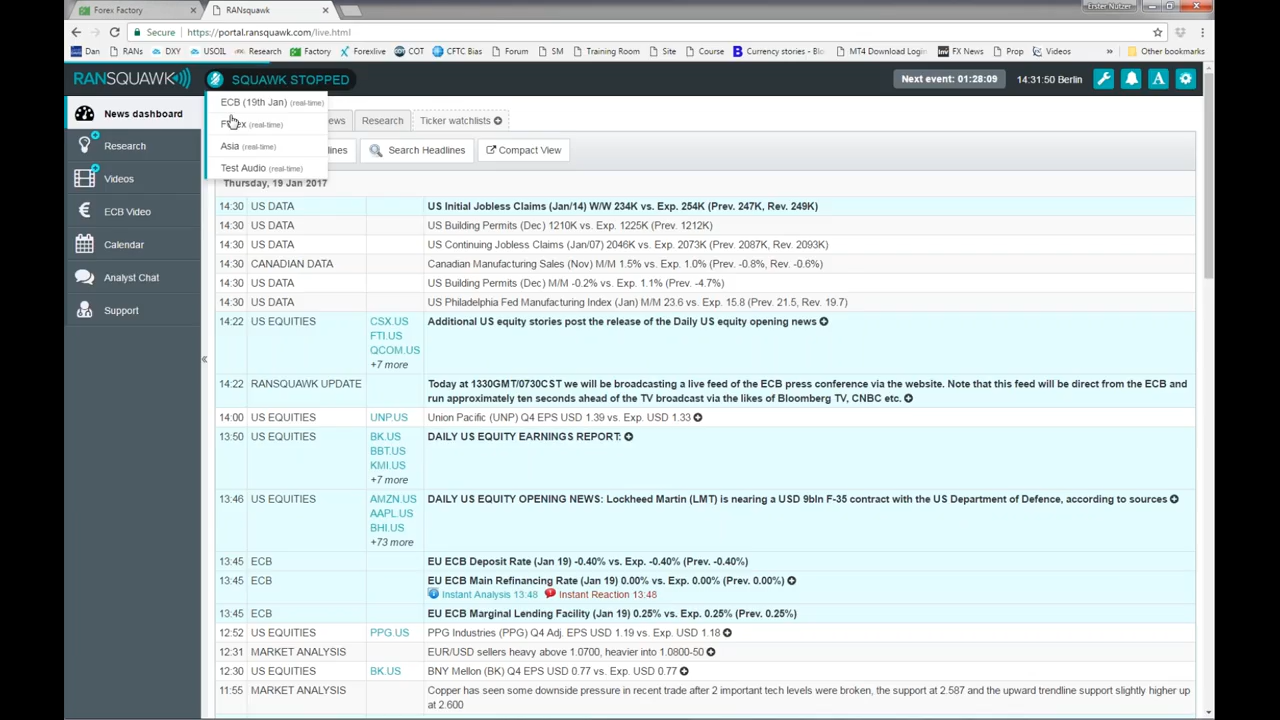 Forex Factory
RANsquawk
Erster Nutzer
Secure
https://portal.ransquawk.com/live.html
Dan RANs DXY USOIL Research Factory Forexlive COT CFTC Bias Forum SM Training Room Site Course Currency stories - Blo MT4 Download Login FX News Prop Videos » Other bookmarks
RANSQUAWK
SQUAWK STOPPED
Next event: 01:28:09
14:31:50 Berlin
News dashboard
Research
Videos
ECB Video
Calendar
Analyst Chat
Support
ECB (19th Jan) (real-time)
(real-time)
Asia (real-time)
Test Audio (real-time)
ews
Research
Ticker watchlists
lines
Search Headlines
Compact View
Thursday, 19 Jan 2017
14:30 US DATA US Initial Jobless Claims (Jan/14) W/W 234K vs. Exp. 254K (Prev. 247K, Rev. 249K)
14:30 US DATA US Building Permits (Dec) 1210K vs. Exp. 1225K (Prev. 1212K)
14:30 US DATA US Continuing Jobless Claims (Jan/07) 2046K vs. Exp. 2073K (Prev. 2087K, Rev. 2093K)
14:30 CANADIAN DATA Canadian Manufacturing Sales (Nov) M/M 1.5% vs. Exp. 1.0% (Prev. -0.8%, Rev. -0.6%)
14:30 US DATA US Building Permits (Dec) M/M -0.2% vs. Exp. 1.1% (Prev. -4.7%)
14:30 US DATA US Philadelphia Fed Manufacturing Index (Jan) M/M 23.6 vs. Exp. 15.8 (Prev. 21.5, Rev. 19.7)
14:22 US EQUITIES CSX.US Additional US equity stories post the release of the Daily US equity opening news
FTI.US
QCOM.US
+7 more
14:22 RANSQUAWK UPDATE Today at 1330GMT/0730CST we will be broadcasting a live feed of the ECB press conference via the website. Note that this feed will be direct from the ECB and
run approximately ten seconds ahead of the TV broadcast via the likes of Bloomberg TV, CNBC etc.
14:00 US EQUITIES UNP.US Union Pacific (UNP) Q4 EPS USD 1.39 vs. Exp. USD 1.33
13:50 US EQUITIES BK.US DAILY US EQUITY EARNINGS REPORT:
BBT.US
KMI.US
+7 more
13:46 US EQUITIES AMZN.US DAILY US EQUITY OPENING NEWS: Lockheed Martin (LMT) is nearing a USD 9bln F-35 contract with the US Department of Defence, according to sources
AAPL.US
BHI.US
+73 more
13:45 ECB EU ECB Deposit Rate (Jan 19) -0.40% vs. Exp. -0.40% (Prev. -0.40%)
13:45 ECB EU ECB Main Refinancing Rate (Jan 19) 0.00% vs. Exp. 0.00% (Prev. 0.00%)
Instant Analysis 13:48 Instant Reaction 13:48
13:45 ECB EU ECB Marginal Lending Facility (Jan 19) 0.25% vs. Exp. 0.25% (Prev. 0.25%)
12:52 US EQUITIES PPG.US PPG Industries (PPG) Q4 Adj. EPS USD 1.19 vs. Exp. USD 1.18
12:31 MARKET ANALYSIS EUR/USD sellers heavy above 1.0700, heavier into 1.0800-50
12:30 US EQUITIES BK.US BNY Mellon (BK) Q4 EPS USD 0.77 vs. Exp. USD 0.77
11:55 MARKET ANALYSIS Copper has seen some downside pressure in recent trade after 2 important tech levels were broken, the support at 2.587 and the upward trendline support slightly higher up
at 2.600